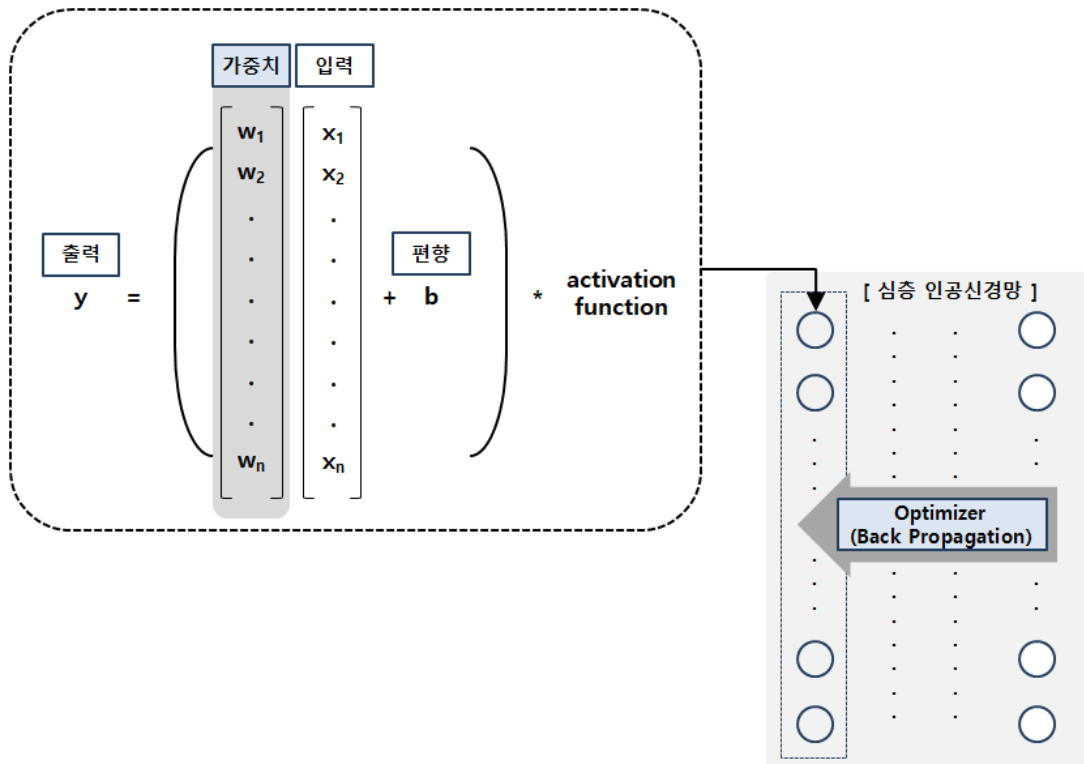 가중치 입력
w1 x1
w2 x2
. .
. .
출력 편향
y = . . + b * activation function
. .
. .
. .
wn xn
[ 심층 인공신경망 ]
Optimizer
(Back Propagation)